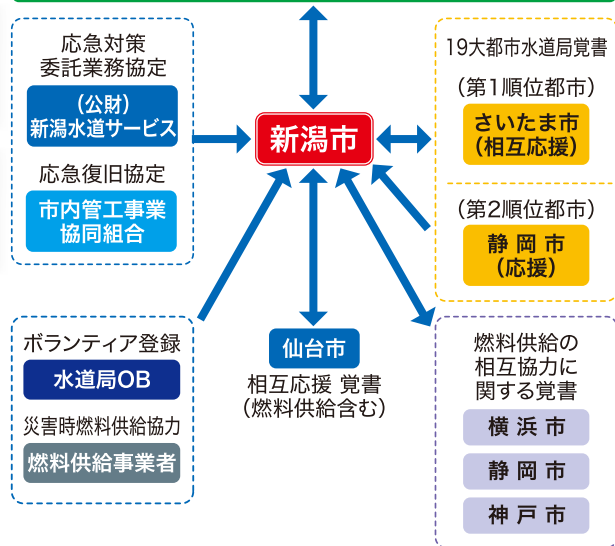 応急対策
委託業務協定
(公財)
新潟水道サービス
応急復旧協定
市内管工事業
協同組合
新潟市
19大都市水道局覚書
(第1順位都市)
さいたま市
(相互応援)
(第2順位都市)
静岡市
(応援)
ボランティア登録
水道局OB
災害時燃料供給協力
燃料供給事業者
仙台市
相互応援 覚書
(燃料供給含む)
燃料供給の
相互協力に
関する覚書
横浜市
静岡市
神戸市